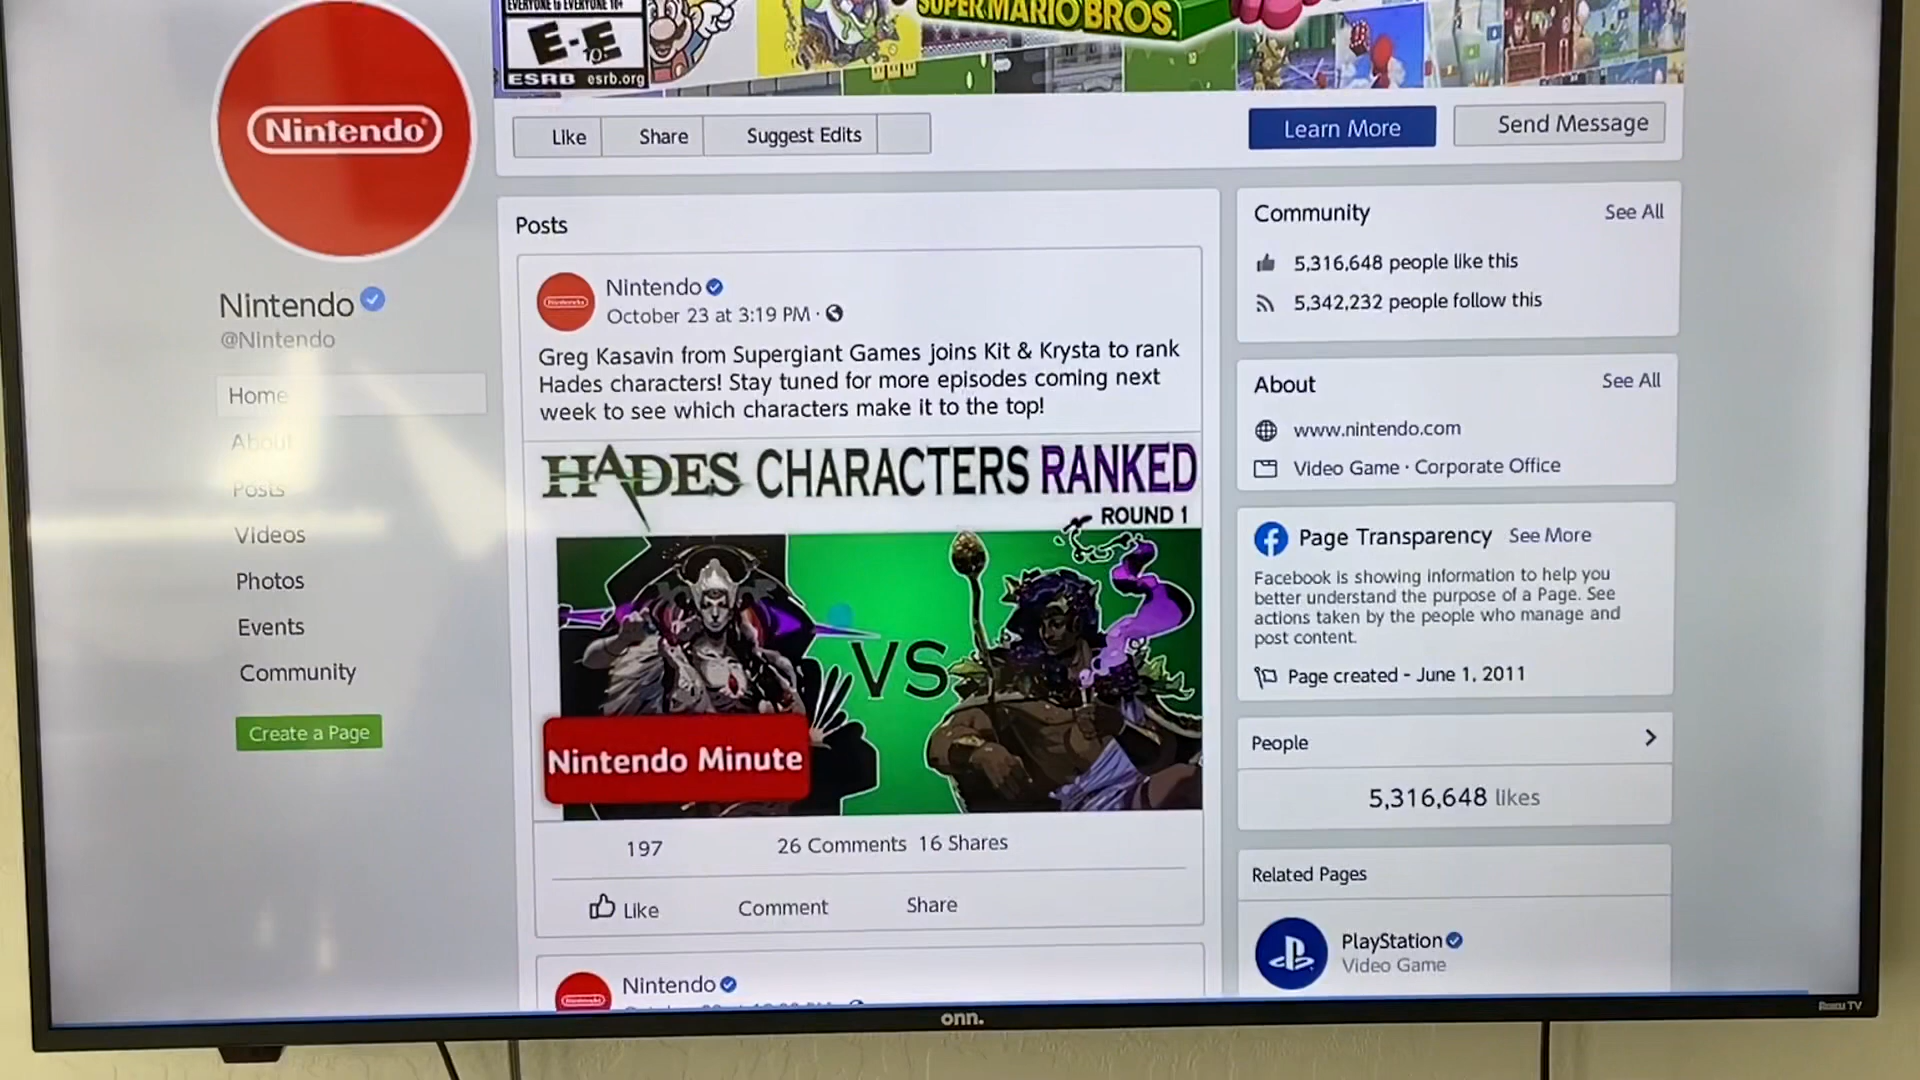 EVERYONE to EVERYONE 10+
E-E
10+
ESRB esrb.org
SUPER MARIO BROS.
Nintendo
Like
Share
Suggest Edits
Learn More
Send Message
Nintendo
@Nintendo
Home
About
Posts
Videos
Photos
Events
Community
Create a Page
Posts
Nintendo
October 23 at 3:19 PM ·
Greg Kasavin from Supergiant Games joins Kit & Krysta to rank
Hades characters! Stay tuned for more episodes coming next
week to see which characters make it to the top!
HADES CHARACTERS RANKED
ROUND 1
VS
Nintendo Minute
197
26 Comments 16 Shares
Like
Comment
Share
Nintendo
Community
See All
5,316,648 people like this
5,342,232 people follow this
About
See All
www.nintendo.com
Video Game · Corporate Office
Page Transparency See More
Facebook is showing information to help you
better understand the purpose of a Page. See
actions taken by the people who manage and
post content.
Page created - June 1, 2011
People
5,316,648 likes
Related Pages
PlayStation
Video Game
onn.
Roku TV